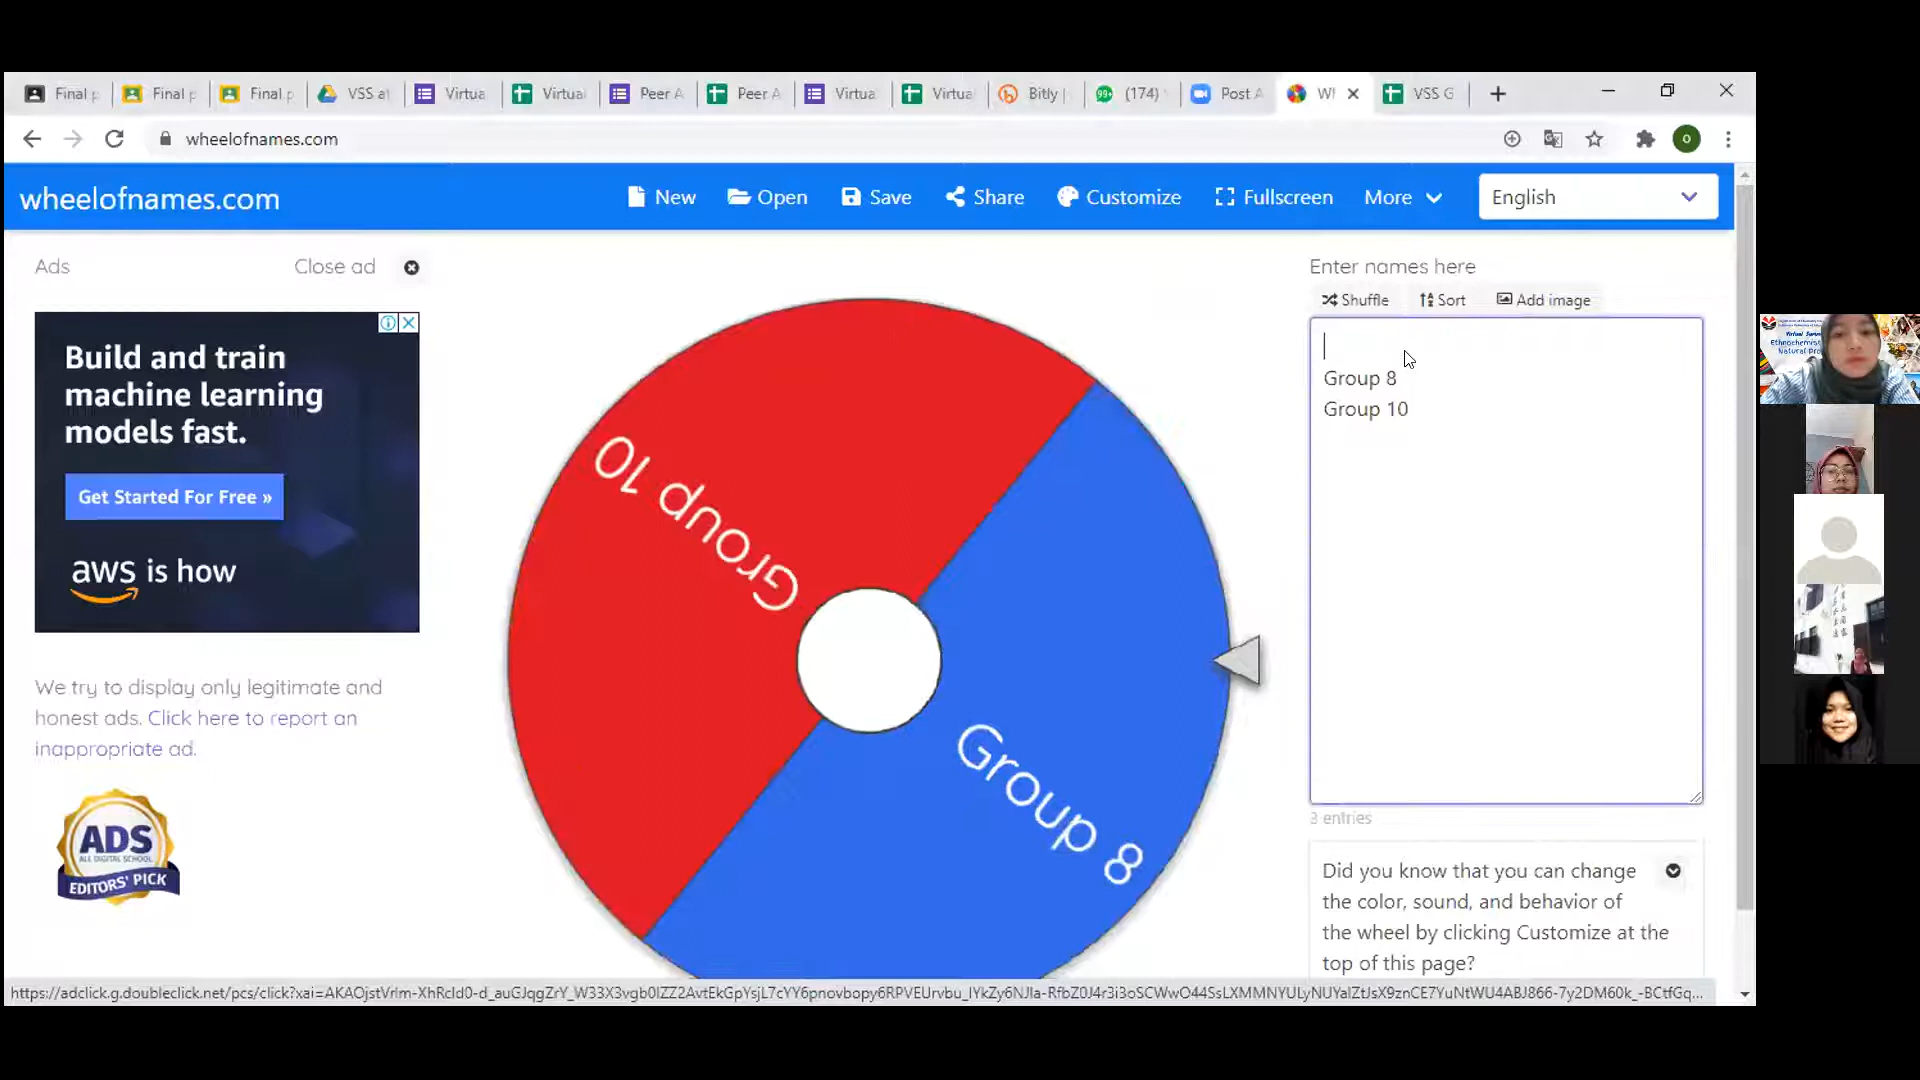 Final p
Final p
Final p
VSS a
Virtua
Virtua
Peer A
Peer A
Virtua
Virtua
Bitly |
99+
(174)
Post A
Wh
VSS G
wheelofnames.com
wheelofnames.com
New
Open
Save
Share
Customize
Fullscreen
More
English
Ads
Close ad
Build and train
machine learning
models fast.
Get Started For Free »
aws is how
We try to display only legitimate and
honest ads. Click here to report an
inappropriate ad.
ADS
ALL DIGITAL SCHOOL
EDITORS' PICK
Group 10
Group 8
Enter names here
Shuffle
Sort
Add image
Group 8
Group 10
3 entries
Did you know that you can change
the color, sound, and behavior of
the wheel by clicking Customize at the
top of this page?